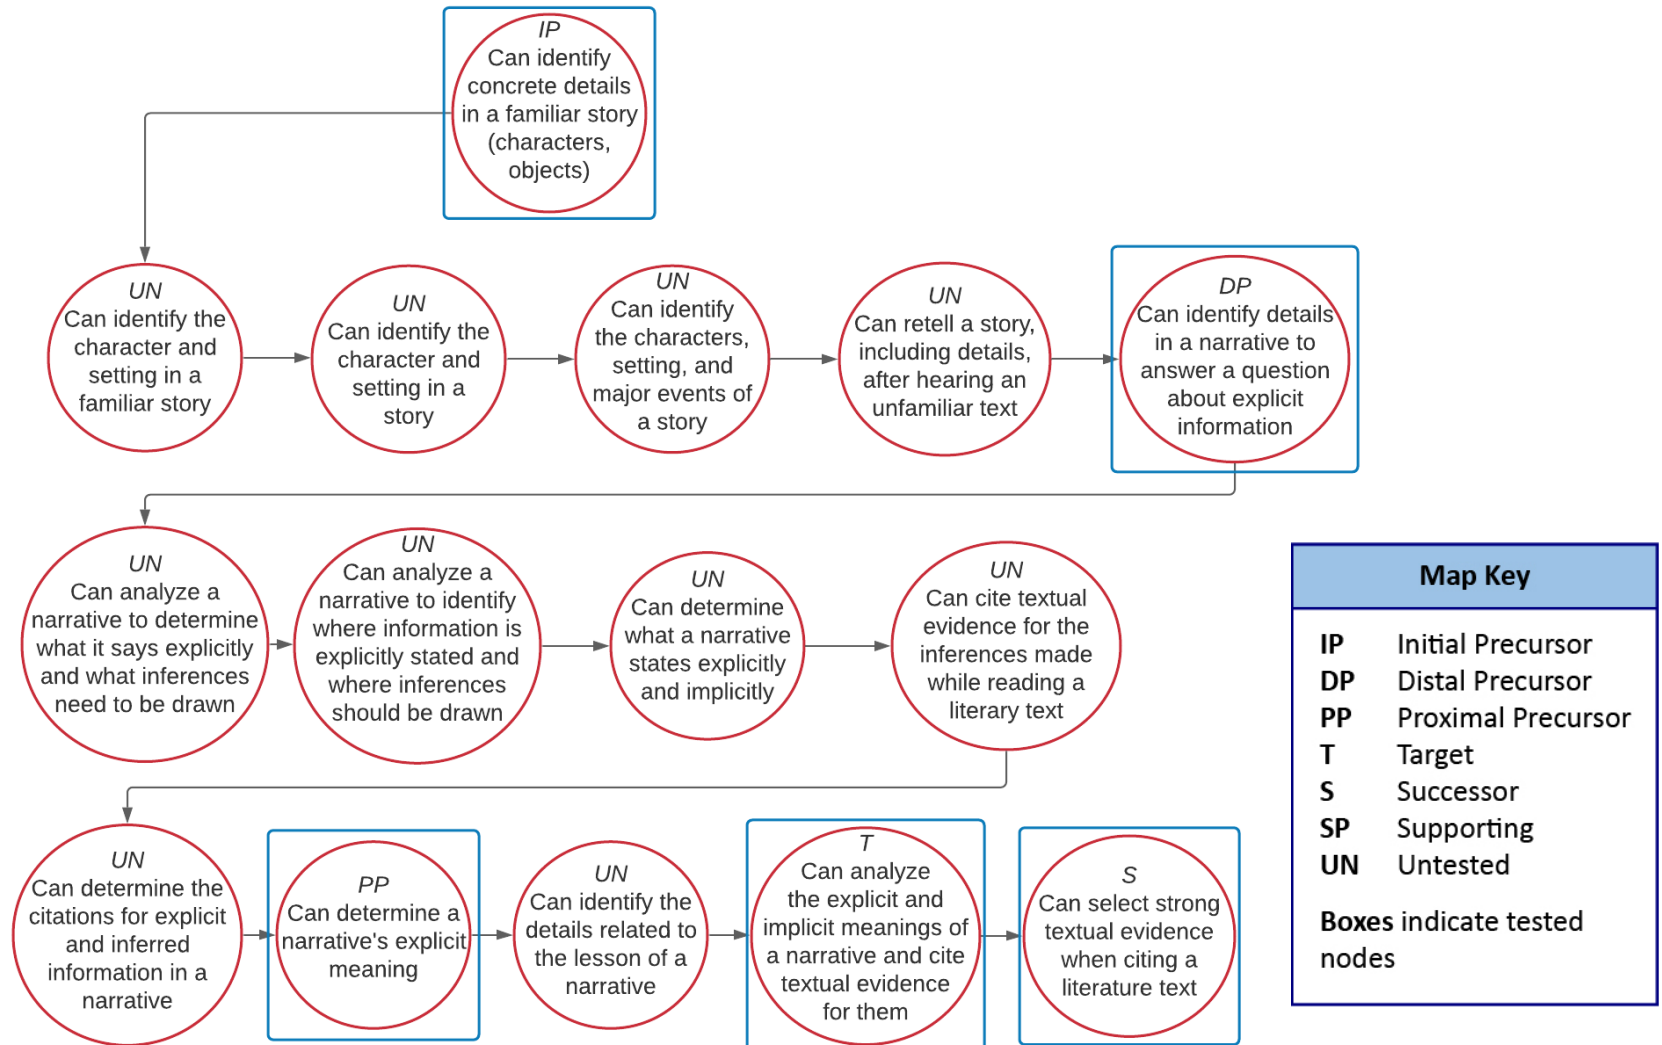 IP
Can identify
concrete details
in a familiar story
(characters,
objects)
UN
Can identify the
character and
setting in a
familiar story
UN
Can identify the
character and
setting in a
story
UN
Can identify
the characters,
setting, and
major events of
a story
UN
Can retell a story,
including details,
after hearing an
unfamiliar text
DP
Can identify details
in a narrative to
answer a question
about explicit
information
UN
Can analyze a
narrative to determine
what it says explicitly
and what inferences
need to be drawn
UN
Can analyze a
narrative to identify
where information is
explicitly stated and
where inferences
should be drawn
UN
Can determine
what a narrative
states explicitly
and implicitly
UN
Can cite textual
evidence for the
inferences made
while reading a
literary text
UN
Can determine the
citations for explicit
and inferred
information in a
narrative
PP
Can determine a
narrative's explicit
meaning
UN
Can identify the
details related to
the lesson of a
narrative
T
Can analyze
the explicit and
implicit meanings of
a narrative and cite
textual evidence
for them
S
Can select strong
textual evidence
when citing a
literature text
Map Key
IP Initial Precursor
DP Distal Precursor
PP Proximal Precursor
T Target
S Successor
SP Supporting
UN Untested
Boxes indicate tested
nodes